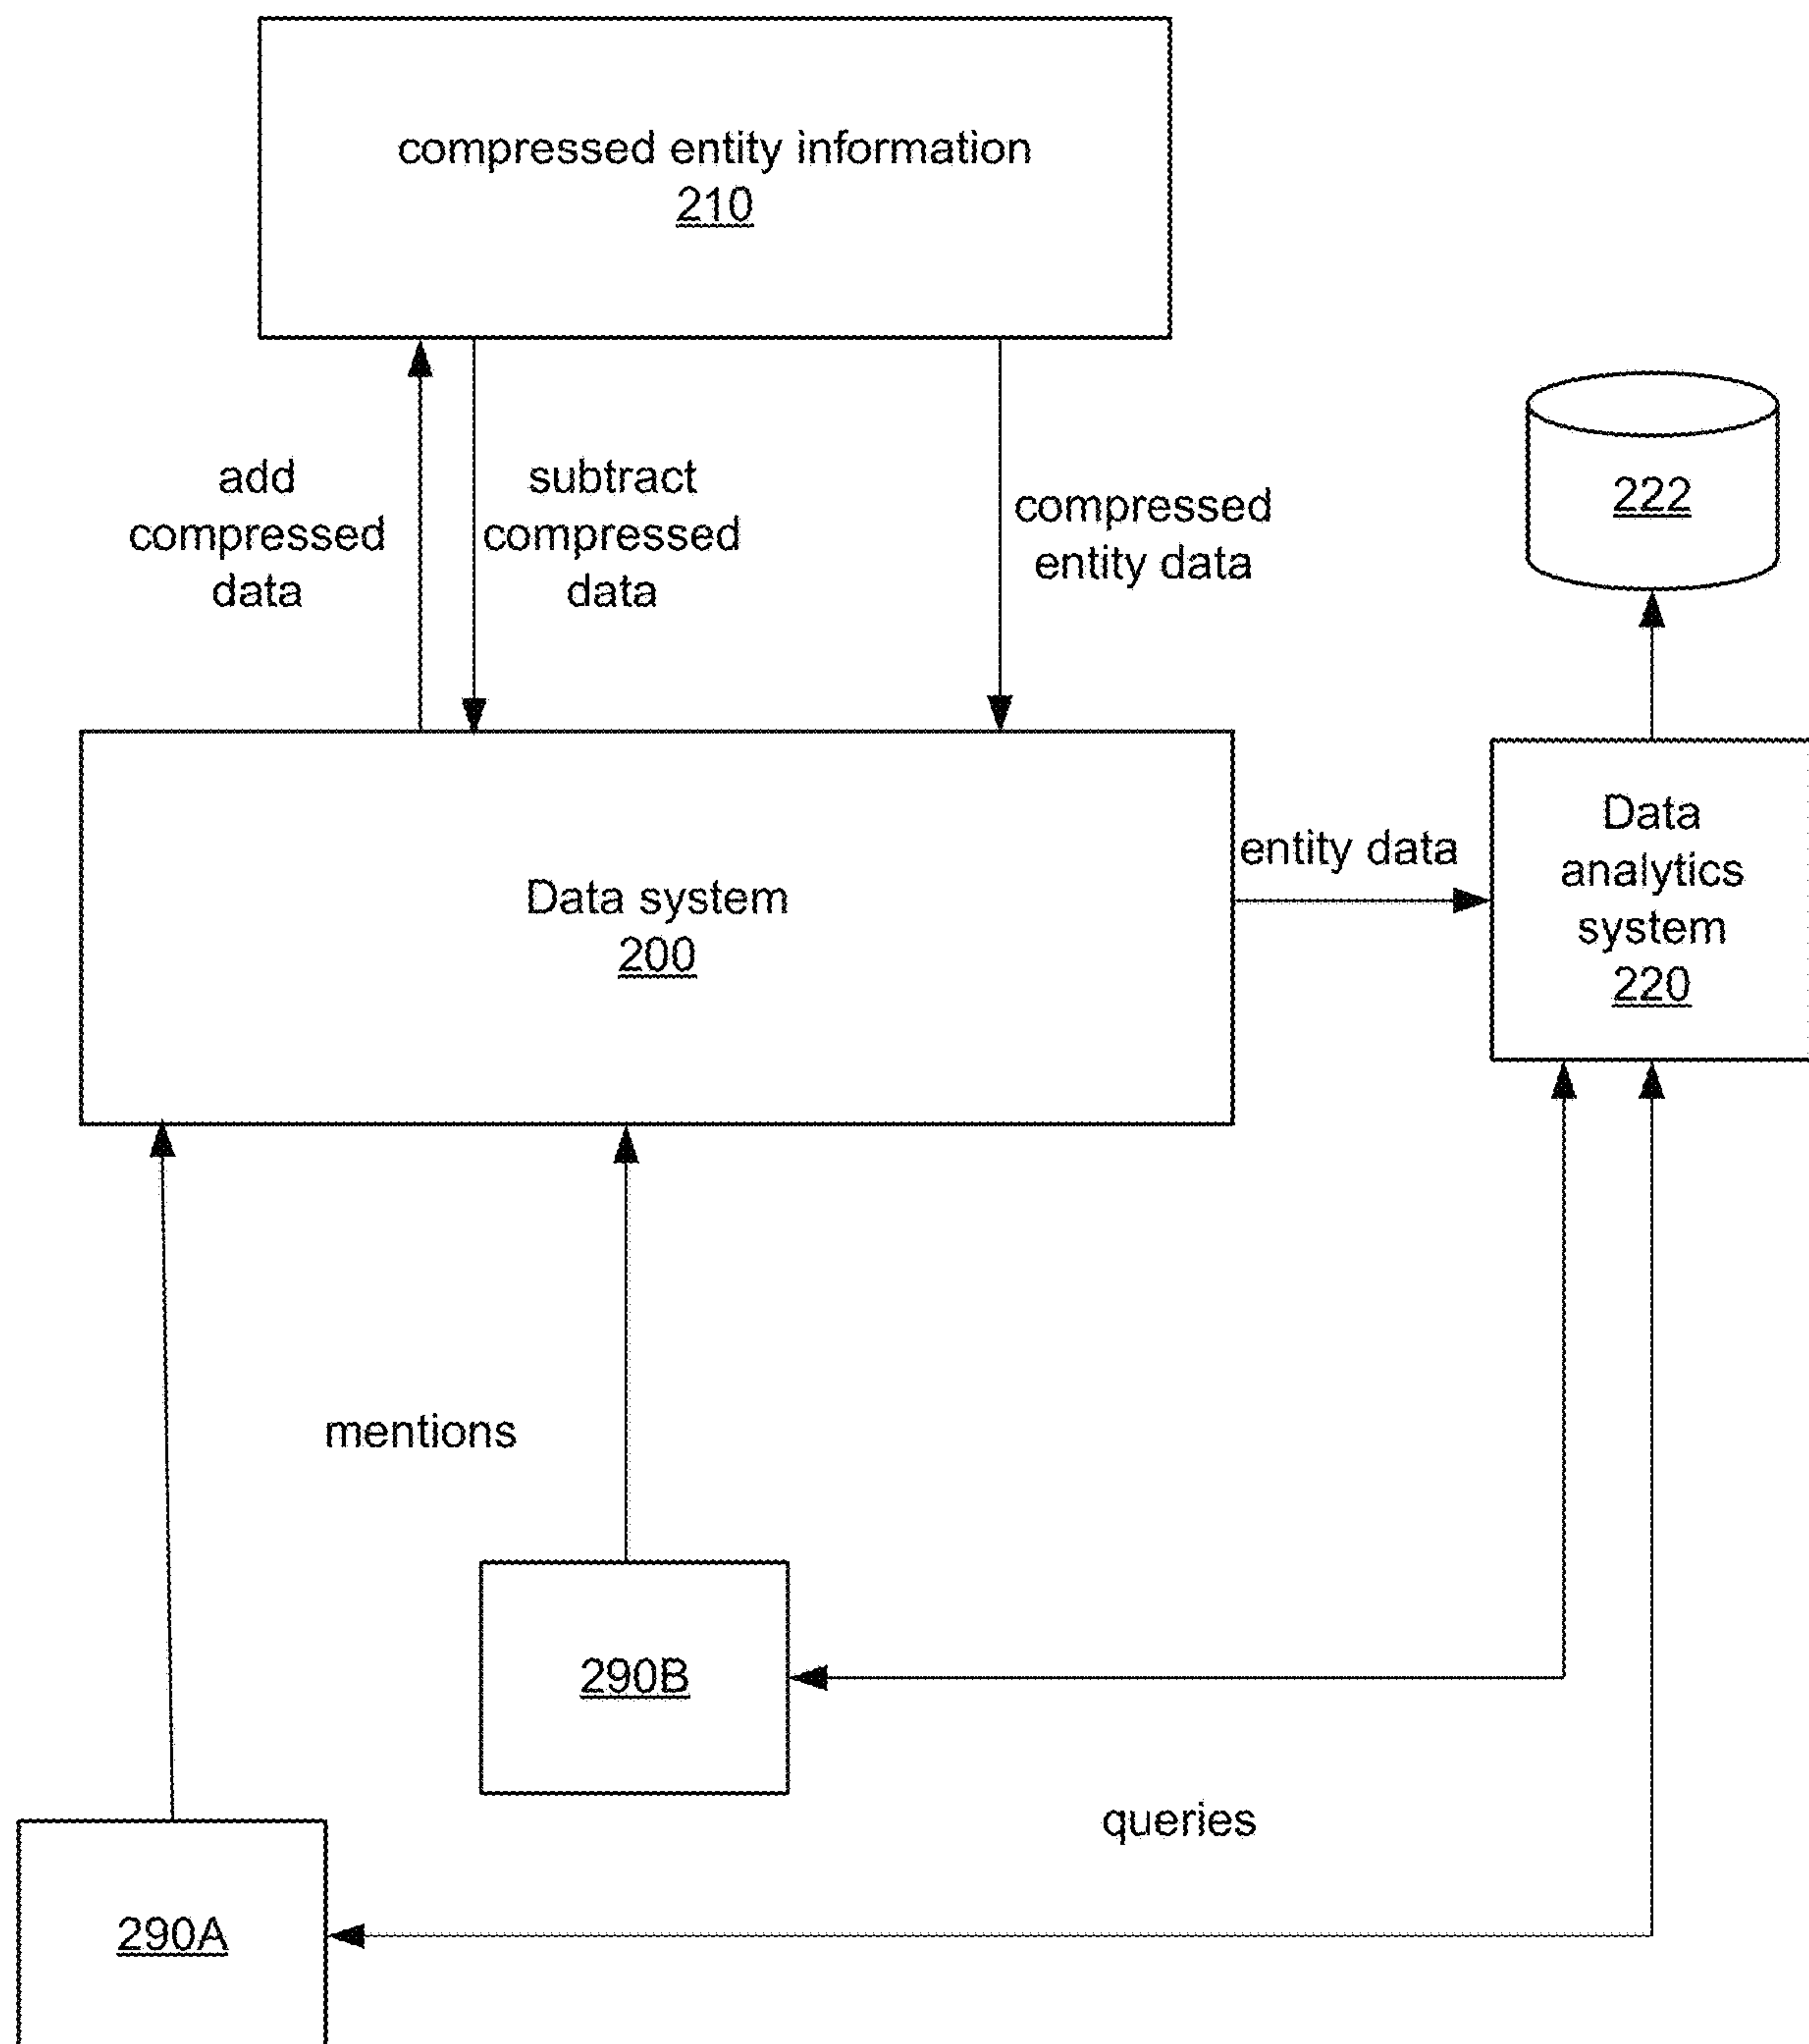 compressed entity information
210
add
compressed
data
subtract
compressed
data
compressed
entity data
222
Data system
200
entity data
Data
analytics
system
220
mentions
290B
queries
290A